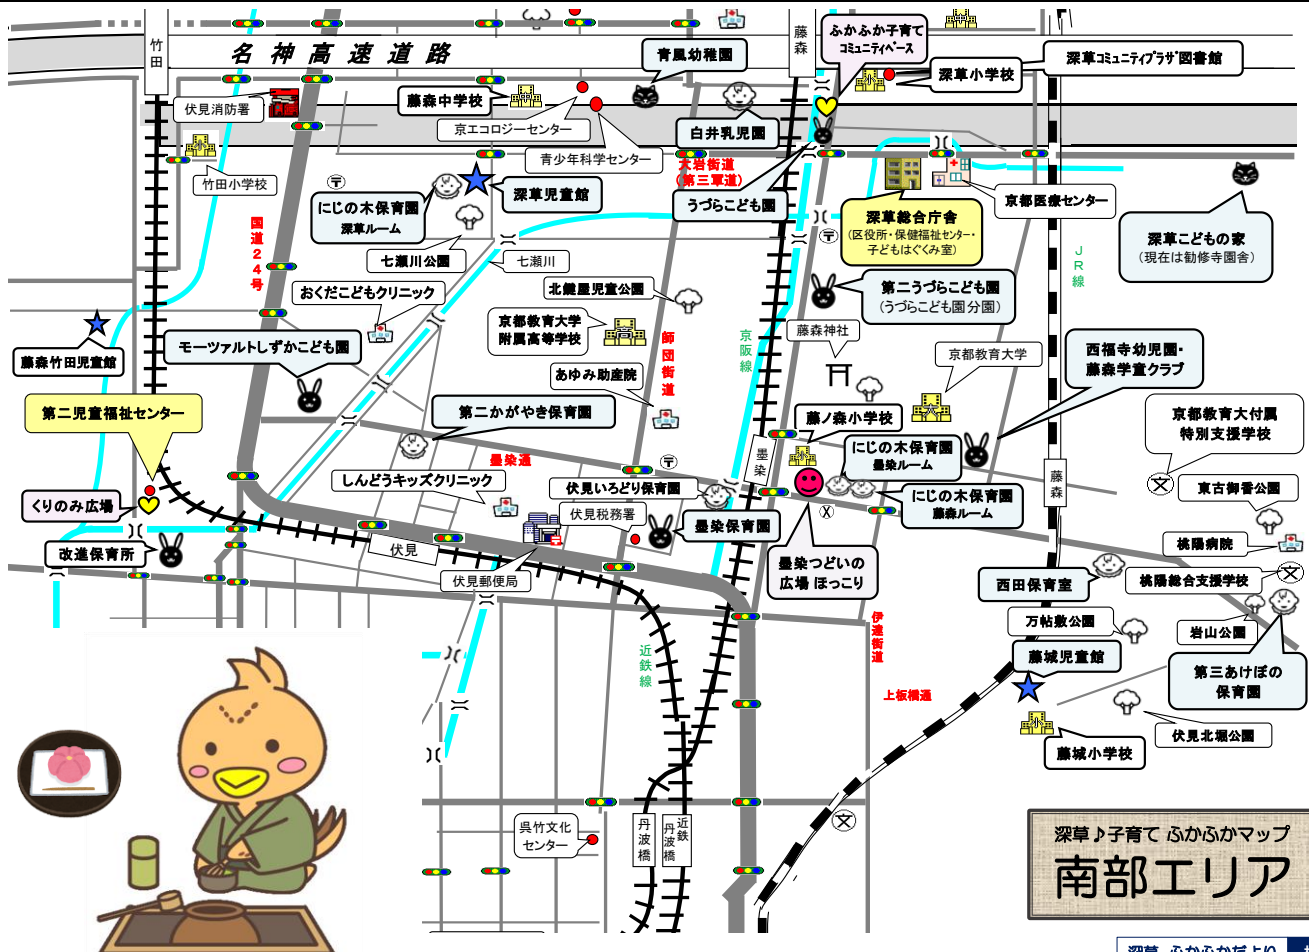 竹田
名神高速道路
藤森
ふかふか子育て
コミュニティベース
深草コミュニティプラザ図書館
深草小学校
青風幼稚園
藤森中学校
伏見消防署
京エコロジーセンター
白井乳児園
青少年科学センター
大岩街道
(第三軍道)
竹田小学校
〒
にじの木保育園
深草ルーム
深草児童館
うづらこども園
京都医療センター
深草総合庁舎
(区役所・保健福祉センター・
子どもはぐくみ室)
〒
深草こどもの家
(現在は勧修寺園舎)
国道24号
七瀬川公園
七瀬川
JR線
おくだこどもクリニック
北鍵屋児童公園
第二うづらこども園
(うづらこども園分園)
京都教育大学
附属高等学校
師団街道
京阪線
藤森神社
京都教育大学
西福寺幼児園・
藤森学童クラブ
藤森竹田児童館
モーツァルトしずかこども園
あゆみ助産院
第二児童福祉センター
第二かがやき保育園
藤ノ森小学校
京都教育大付属
特別支援学校
墨染通
〒
墨染
にじの木保育園
墨染ルーム
藤森
しんどうキッズクリニック
伏見いろどり保育園
にじの木保育園
藤森ルーム
文
東古御香公園
くりのみ広場
伏見税務署
墨染保育園
X
改進保育所
伏見
伏見郵便局
墨染つどいの
広場 ほっこり
桃陽病院
西田保育室
桃陽総合支援学校
文
万帖敷公園
岩山公園
伊達街道
近鉄線
藤城児童館
第三あけぼの
保育園
上板橋通
藤城小学校
伏見北堀公園
呉竹文化
センター
丹波橋
近鉄
丹波橋
文
深草♪子育て ふかふかマップ
南部エリア
深草 ふかふかだより